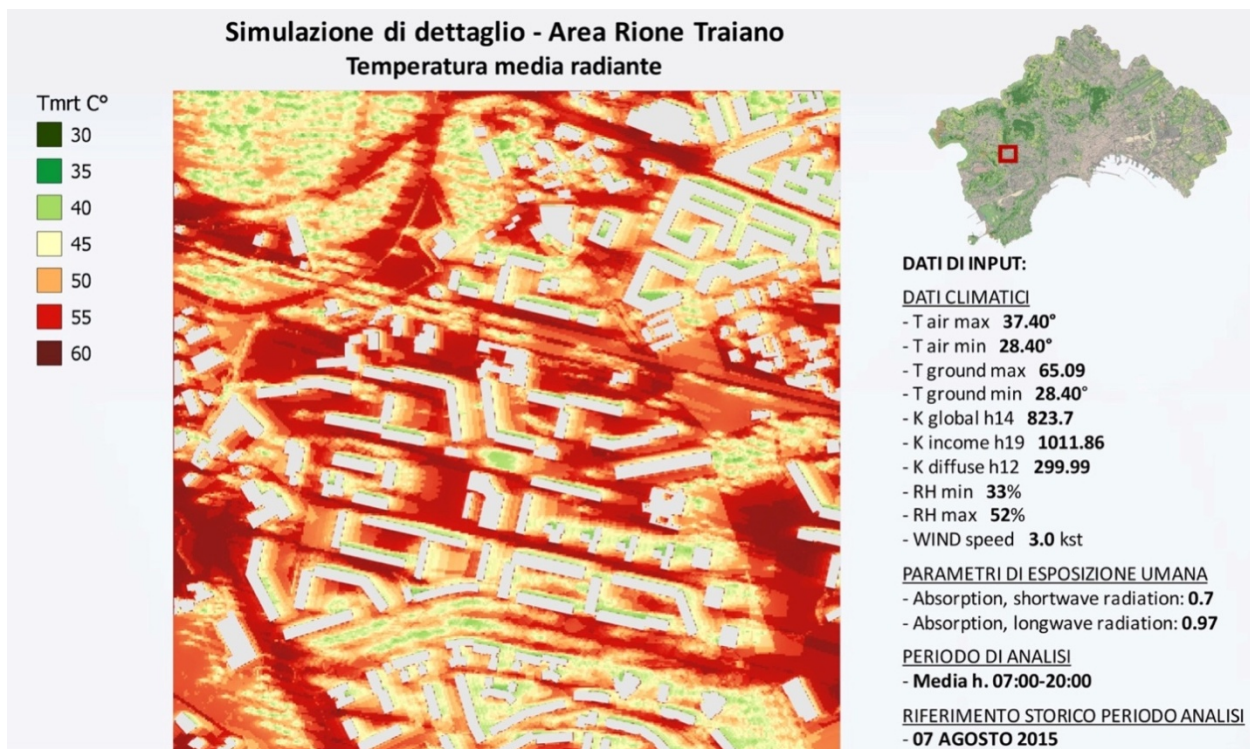 Simulazione di dettaglio - Area Rione Traiano
Temperatura media radiante
Tmrt C°
30
35
40
45
50
55
60
DATI DI INPUT:
DATI CLIMATICI
- T air max 37.40°
- T air min 28.40°
- T ground max 65.09
- T ground min 28.40°
- K global h14 823.7
- K income h19 1011.86
- K diffuse h12 299.99
- RH min 33%
- RH max 52%
- WIND speed 3.0 kst
PARAMETRI DI ESPOSIZIONE UMANA
- Absorption, shortwave radiation: 0.7
- Absorption, longwave radiation: 0.97
PERIODO DI ANALISI
- Media h. 07:00-20:00
RIFERIMENTO STORICO PERIODO ANALISI
- 07 AGOSTO 2015